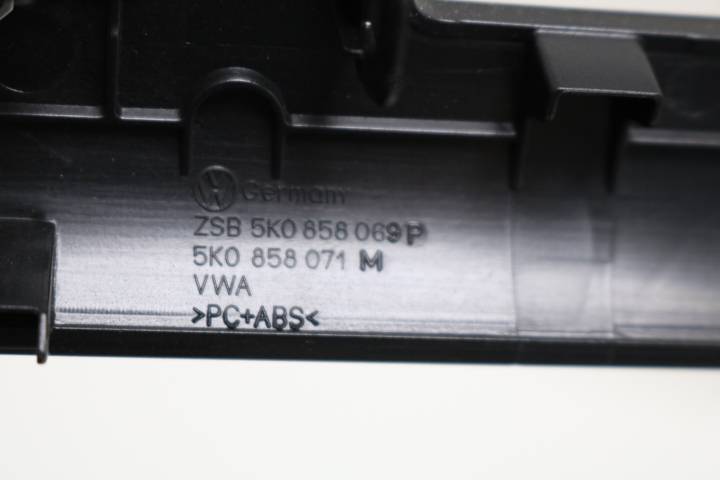 Germany
ZSB 5K0 858 069 P
5K0 858 071 M
VWA
>PC+ABS<